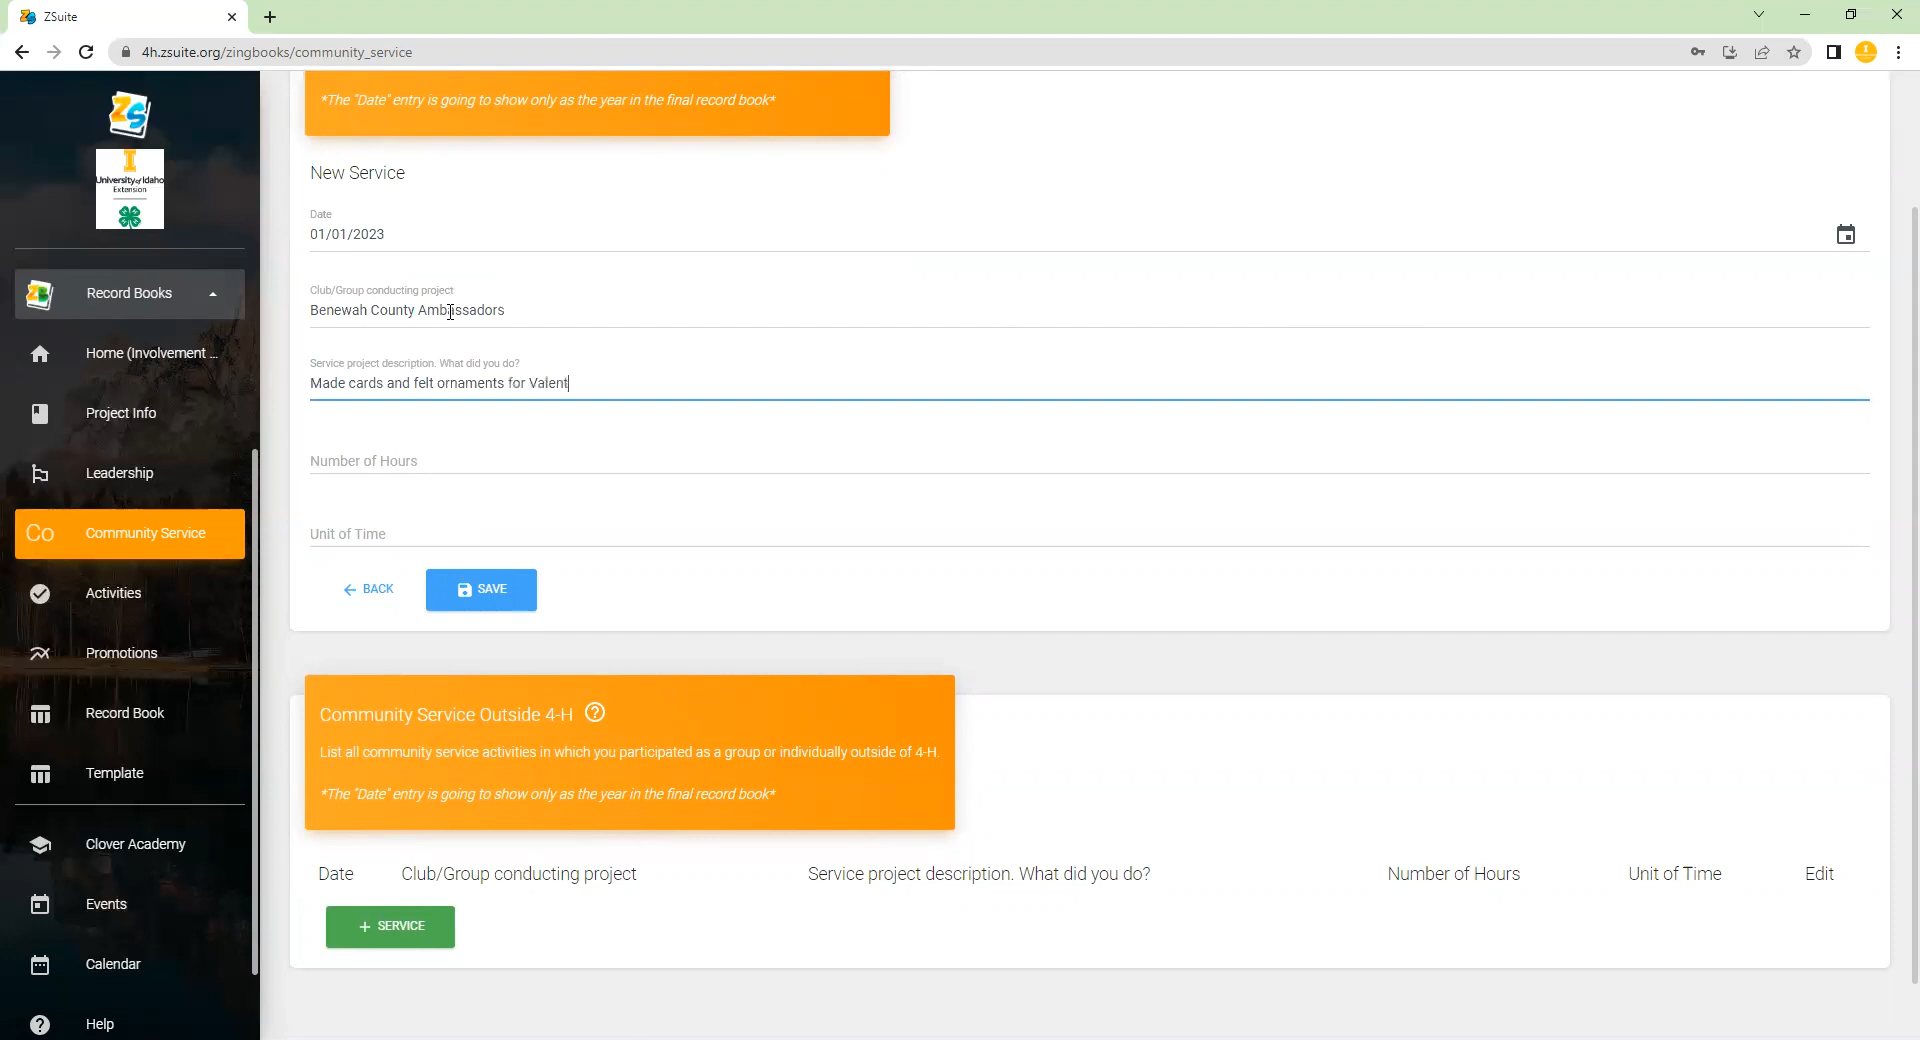 ZSuite
4h.zsuite.org/zingbooks/community_service
ZS
I
University of Idaho
Extension
Record Books
Home (Involvement ...
Project Info
Leadership
Co Community Service
Activities
Promotions
Record Book
Template
Clover Academy
Events
Calendar
Help
*The "Date" entry is going to show only as the year in the final record book*
New Service
Date
01/01/2023
Club/Group conducting project
Benewah County Ambassadors
Service project description. What did you do?
Made cards and felt ornaments for Valent
Number of Hours
Unit of Time
BACK
SAVE
Community Service Outside 4-H
List all community service activities in which you participated as a group or individually outside of 4-H.
*The "Date" entry is going to show only as the year in the final record book*
Date Club/Group conducting project Service project description. What did you do? Number of Hours Unit of Time Edit
+ SERVICE